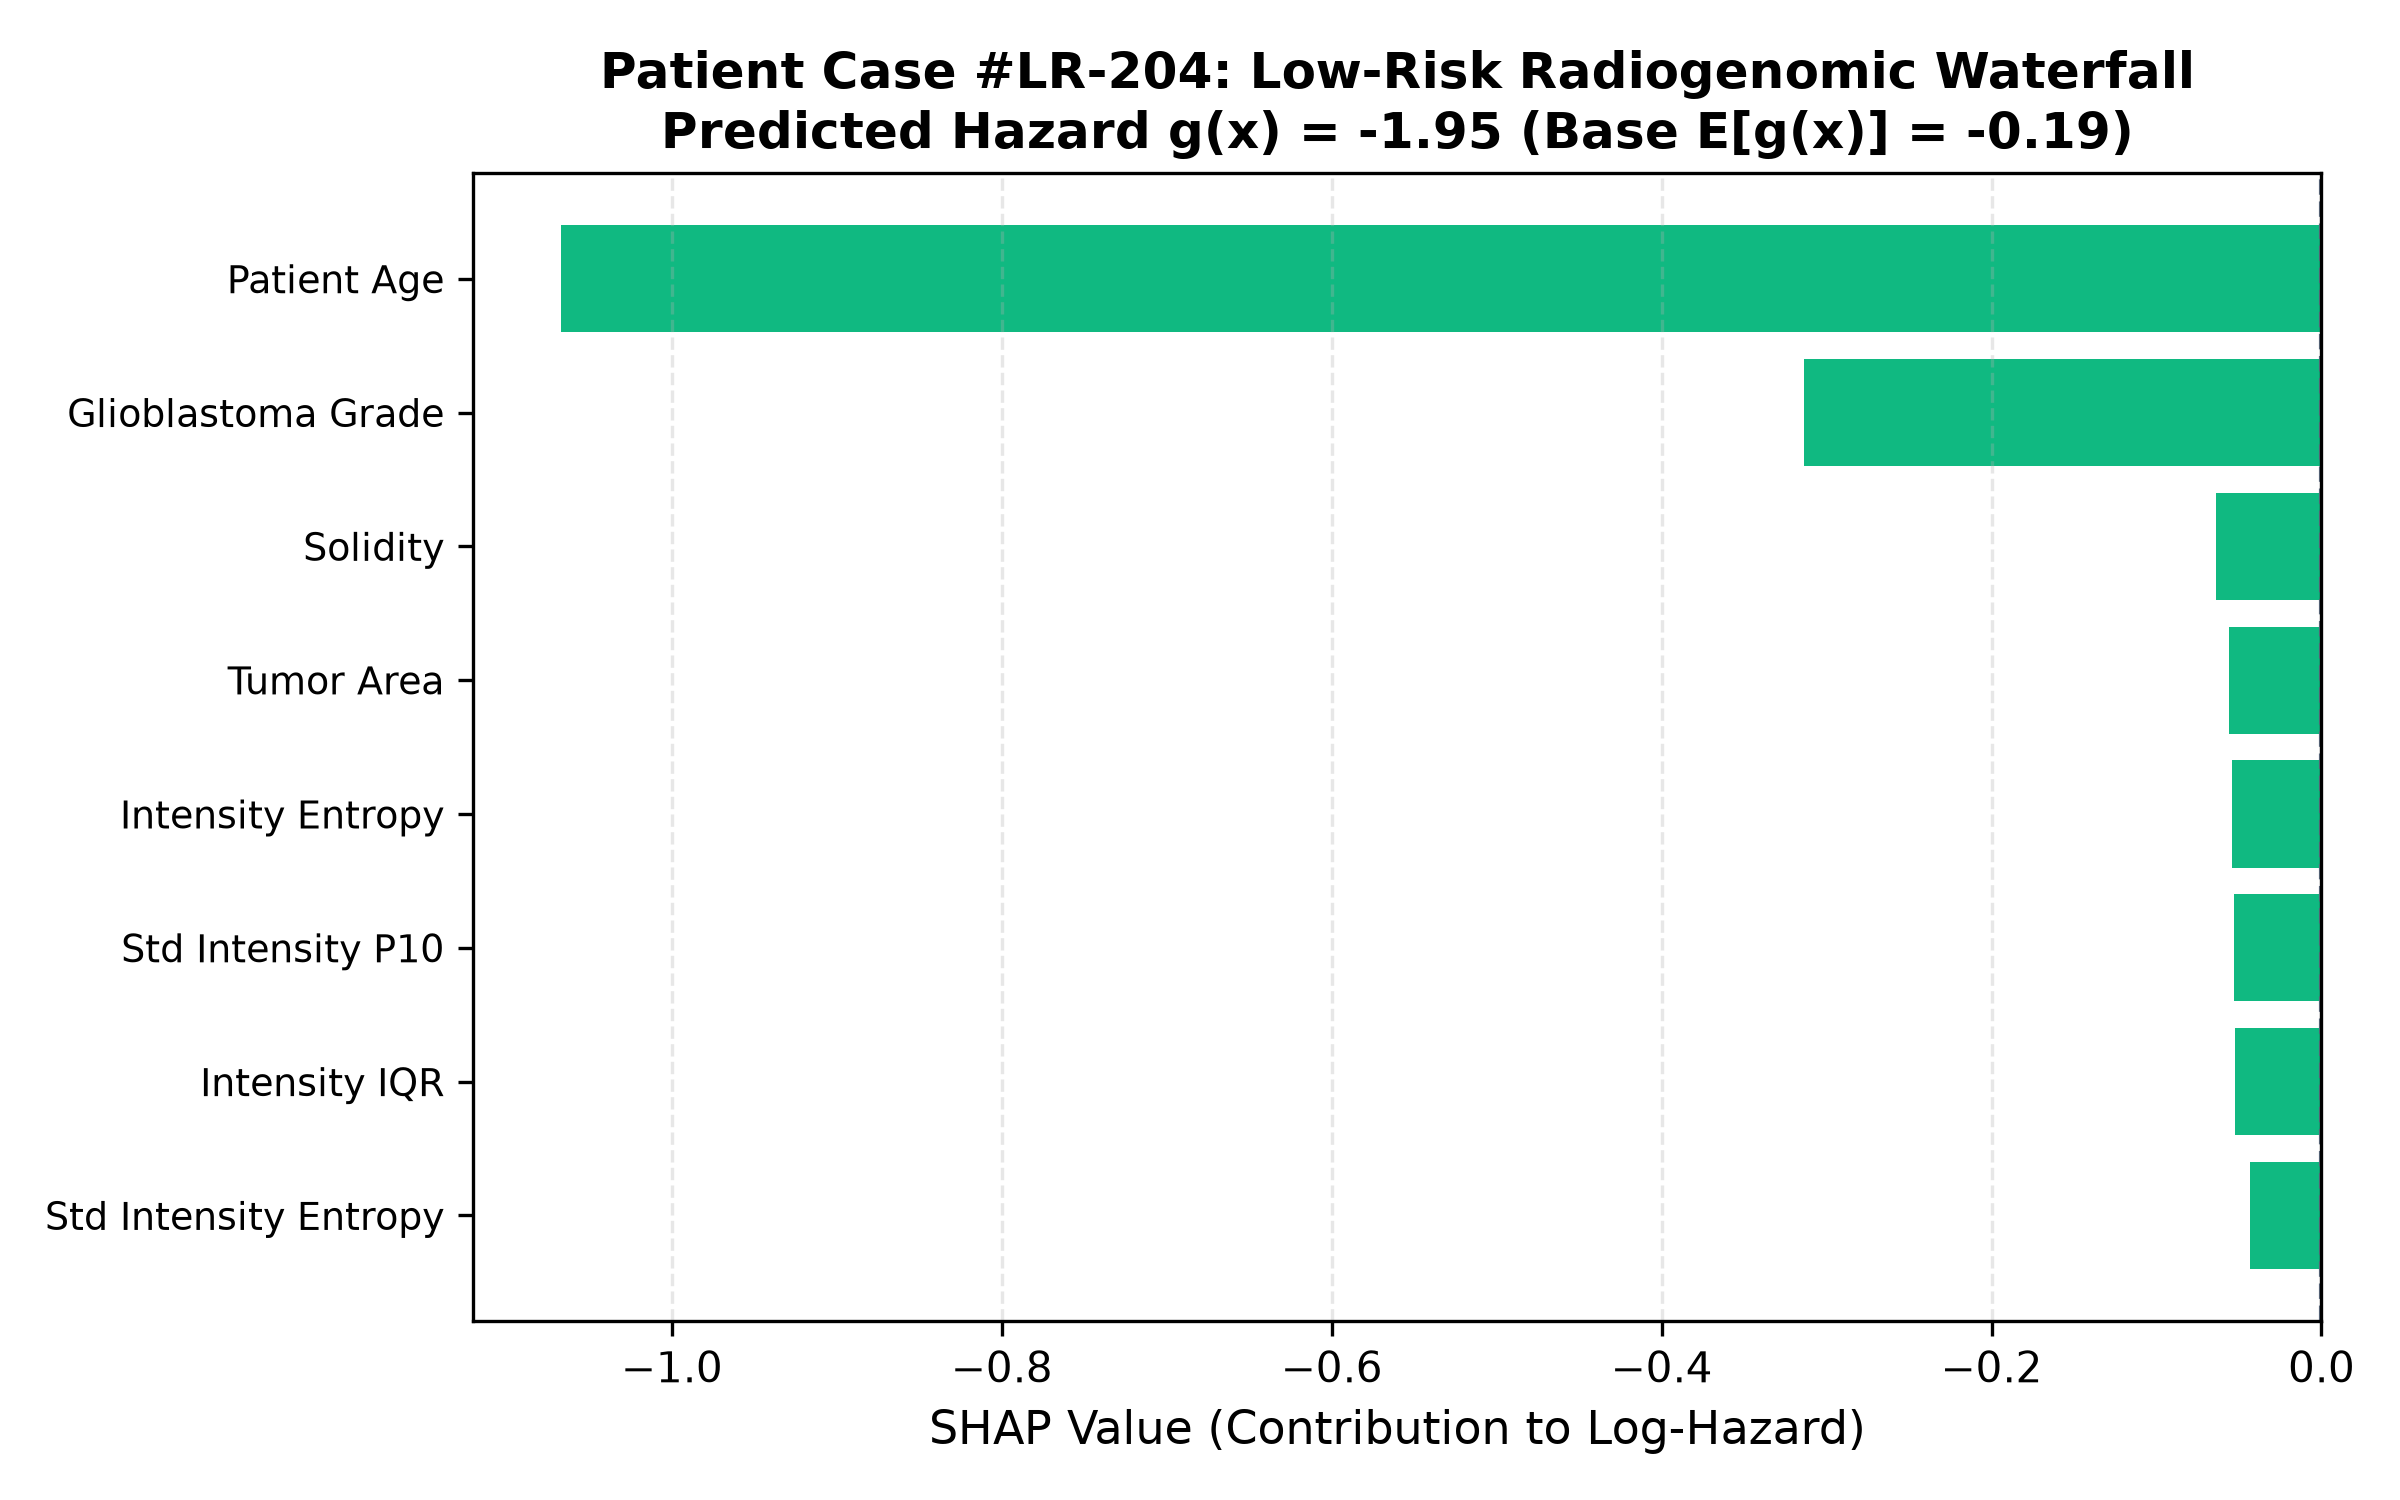 Patient Case #LR-204: Low-Risk Radiogenomic Waterfall
Predicted Hazard g(x) = -1.95 (Base E[g(x)] = -0.19)
Patient Age
Glioblastoma Grade
Solidity
Tumor Area
Intensity Entropy
Std Intensity P10
Intensity IQR
Std Intensity Entropy
−1.0 −0.8 −0.6 −0.4 −0.2 0.0
SHAP Value (Contribution to Log-Hazard)